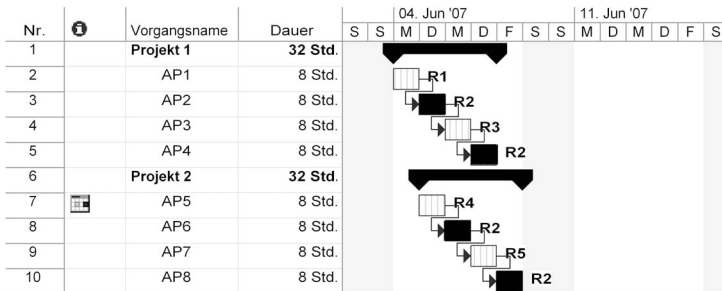 04. Jun '07 11. Jun '07
Nr. Vorgangsname Dauer S S M D M D F S S M D M D F S
1 Projekt 1 32 Std.
2 AP1 8 Std. R1
3 AP2 8 Std. R2
4 AP3 8 Std. R3
5 AP4 8 Std. R2
6 Projekt 2 32 Std.
7 AP5 8 Std. R4
8 AP6 8 Std. R2
9 AP7 8 Std. R5
10 AP8 8 Std. R2